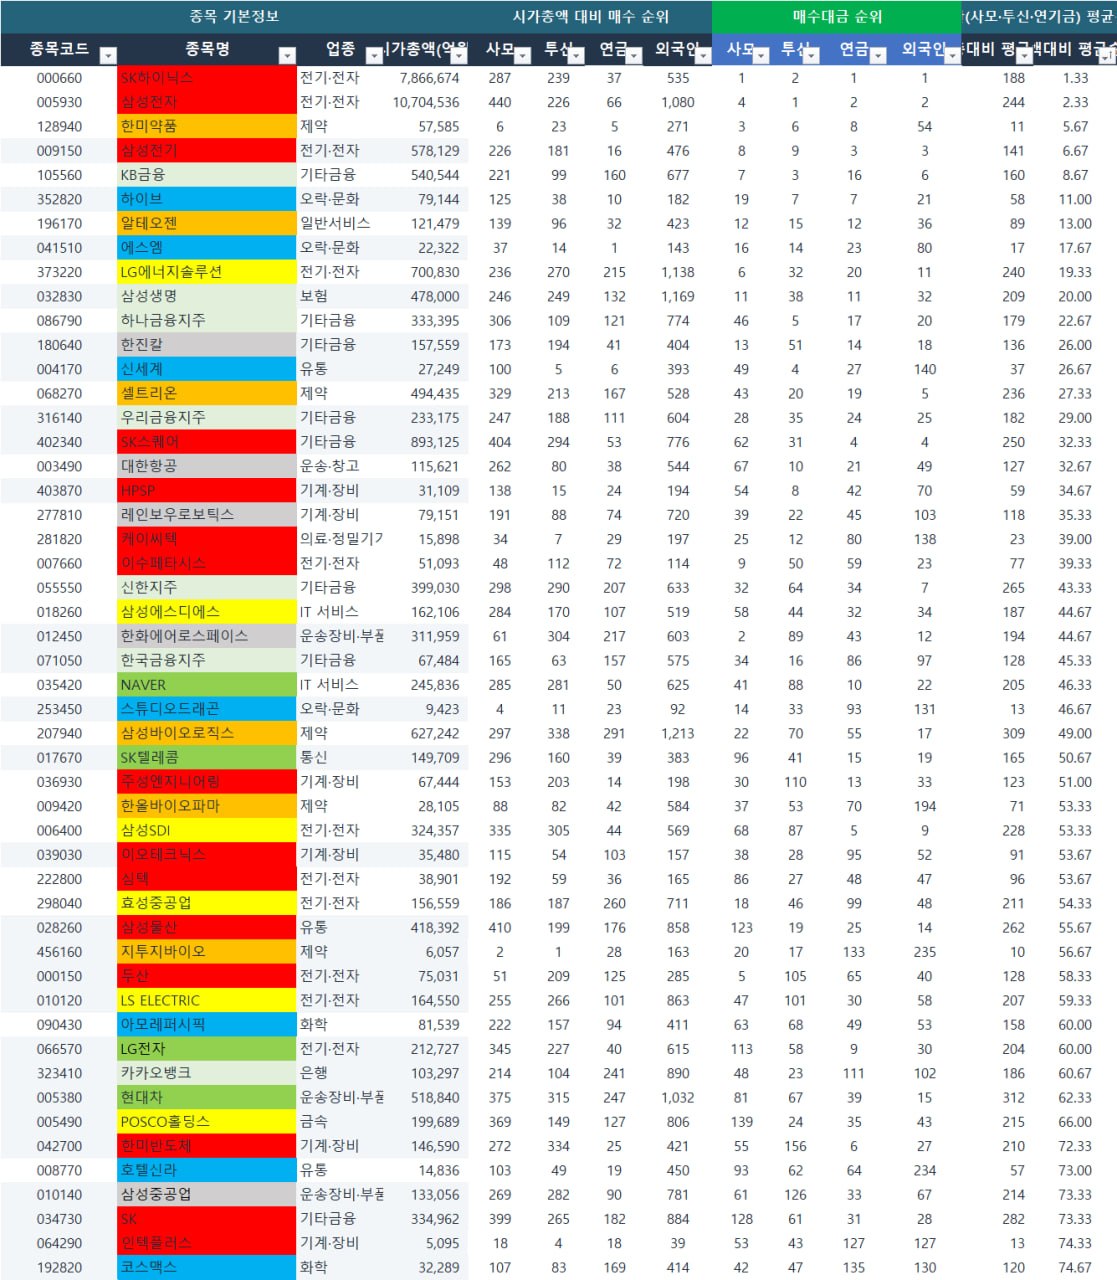 종목 기본정보 시가총액 대비 매수 순위 매수대금 순위 (사모·투신·연기금) 평균
종목코드 종목명 업종 시가총액(억원 사모 투신 연금 외국인 사모 투신 연금 외국인 총대비 평균 대비 평균
000660 SK하이닉스 전기·전자 7,866,674 287 239 37 535 1 2 1 1 188 1.33
005930 삼성전자 전기·전자 10,704,536 440 226 66 1,080 4 1 2 2 244 2.33
128940 한미약품 제약 57,585 6 23 5 271 3 6 8 54 11 5.67
009150 삼성전기 전기·전자 578,129 226 181 16 476 8 9 3 3 141 6.67
105560 KB금융 기타금융 540,544 221 99 160 677 7 3 16 6 160 8.67
352820 하이브 오락·문화 79,144 125 38 10 182 19 7 7 21 58 11.00
196170 알테오젠 일반서비스 121,479 139 96 32 423 12 15 12 36 89 13.00
041510 에스엠 오락·문화 22,322 37 14 1 143 16 14 23 80 17 17.67
373220 LG에너지솔루션 전기·전자 700,830 236 270 215 1,138 6 32 20 11 240 19.33
032830 삼성생명 보험 478,000 246 249 132 1,169 11 38 11 32 209 20.00
086790 하나금융지주 기타금융 333,395 306 109 121 774 46 5 17 20 179 22.67
180640 한진칼 기타금융 157,559 173 194 41 404 13 51 14 18 136 26.00
004170 신세계 유통 27,249 100 5 6 393 49 4 27 140 37 26.67
068270 셀트리온 제약 494,435 329 213 167 528 43 20 19 5 236 27.33
316140 우리금융지주 기타금융 233,175 247 188 111 604 28 35 24 25 182 29.00
402340 SK스퀘어 기타금융 893,125 404 294 53 776 62 31 4 4 250 32.33
003490 대한항공 운송·창고 115,621 262 80 38 544 67 10 21 49 127 32.67
403870 HPSP 기계·장비 31,109 138 15 24 194 54 8 42 70 59 34.67
277810 레인보우로보틱스 기계·장비 79,151 191 88 74 720 39 22 45 103 118 35.33
281820 케이씨텍 의료·정밀기기 15,898 34 7 29 197 25 12 80 138 23 39.00
007660 이수페타시스 전기·전자 51,093 48 112 72 114 9 50 59 23 77 39.33
055550 신한지주 기타금융 399,030 298 290 207 633 32 64 34 7 265 43.33
018260 삼성에스디에스 IT 서비스 162,106 284 170 107 519 58 44 32 34 187 44.67
012450 한화에어로스페이스 운송장비·부품 311,959 61 304 217 603 2 89 43 12 194 44.67
071050 한국금융지주 기타금융 67,484 165 63 157 575 34 16 86 97 128 45.33
035420 NAVER IT 서비스 245,836 285 281 50 625 41 88 10 22 205 46.33
253450 스튜디오드래곤 오락·문화 9,423 4 11 23 92 14 33 93 131 13 46.67
207940 삼성바이오로직스 제약 627,242 297 338 291 1,213 22 70 55 17 309 49.00
017670 SK텔레콤 통신 149,709 296 160 39 383 96 41 15 19 165 50.67
036930 주성엔지니어링 기계·장비 67,444 153 203 14 198 30 110 13 33 123 51.00
009420 한올바이오파마 제약 28,105 88 82 42 584 37 53 70 194 71 53.33
006400 삼성SDI 전기·전자 324,357 335 305 44 569 68 87 5 9 228 53.33
039030 이오테크닉스 기계·장비 35,480 115 54 103 157 38 28 95 52 91 53.67
222800 심텍 전기·전자 38,901 192 59 36 165 86 27 48 47 96 53.67
298040 효성중공업 전기·전자 156,559 186 187 260 711 18 46 99 48 211 54.33
028260 삼성물산 유통 418,392 410 199 176 858 123 19 25 14 262 55.67
456160 지투지바이오 제약 6,057 2 1 28 163 20 17 133 235 10 56.67
000150 두산 전기·전자 75,031 51 209 125 285 5 105 65 40 128 58.33
010120 LS ELECTRIC 전기·전자 164,550 255 266 101 863 47 101 30 58 207 59.33
090430 아모레퍼시픽 화학 81,539 222 157 94 411 63 68 49 53 158 60.00
066570 LG전자 전기·전자 212,727 345 227 40 615 113 58 9 30 204 60.00
323410 카카오뱅크 은행 103,297 214 104 241 890 48 23 111 102 186 60.67
005380 현대차 운송장비·부품 518,840 375 315 247 1,032 81 67 39 15 312 62.33
005490 POSCO홀딩스 금속 199,689 369 149 127 806 139 24 35 43 215 66.00
042700 한미반도체 기계·장비 146,590 272 334 25 421 55 156 6 27 210 72.33
008770 호텔신라 유통 14,836 103 49 19 450 93 62 64 234 57 73.00
010140 삼성중공업 운송장비·부품 133,056 269 282 90 781 61 126 33 67 214 73.33
034730 SK 기타금융 334,962 399 265 182 884 128 61 31 28 282 73.33
064290 인텍플러스 기계·장비 5,095 18 4 18 39 53 43 127 127 13 74.33
192820 코스맥스 화학 32,289 107 83 169 414 42 47 135 130 120 74.67